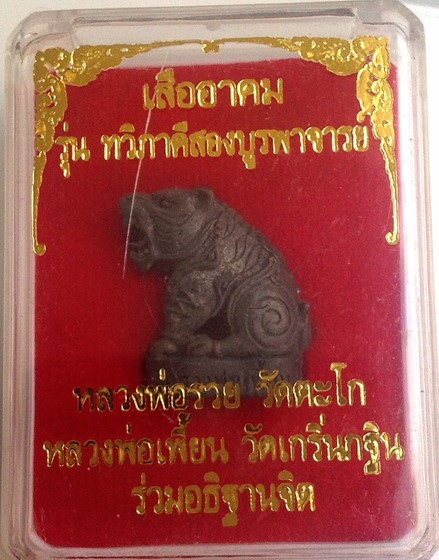 เสืออาคม
รุ่น ทวิภาคีสองบูรพาจารย์
หลวงพ่อรวย วัดตะโก
หลวงพ่อเพี้ยน วัดเกริ่นกฐิน
ร่วมอธิฐานจิต